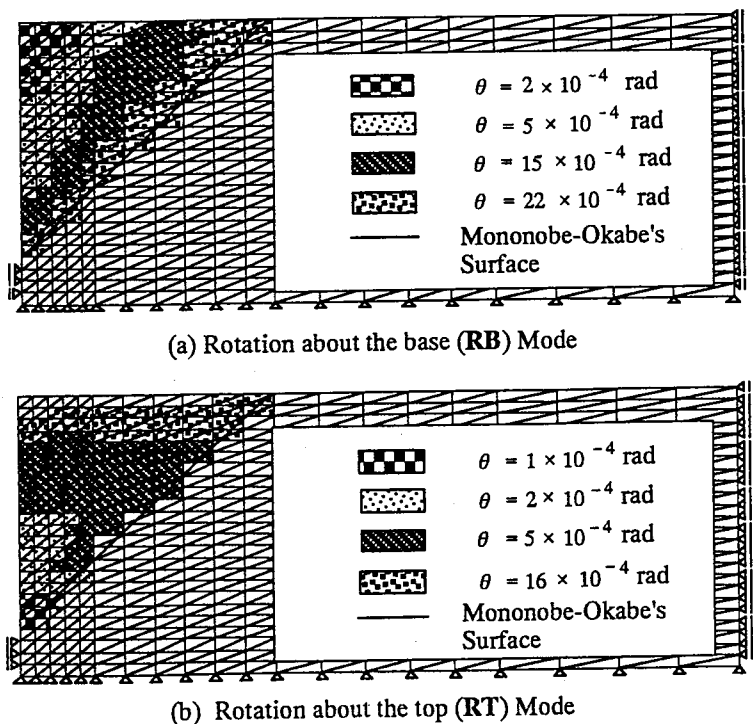 θ = 2 × 10⁻⁴ rad
θ = 5 × 10⁻⁴ rad
θ = 15 × 10⁻⁴ rad
θ = 22 × 10⁻⁴ rad
Mononobe-Okabe's
Surface
(a) Rotation about the base (RB) Mode
θ = 1 × 10⁻⁴ rad
θ = 2 × 10⁻⁴ rad
θ = 5 × 10⁻⁴ rad
θ = 16 × 10⁻⁴ rad
Mononobe-Okabe's
Surface
(b) Rotation about the top (RT) Mode